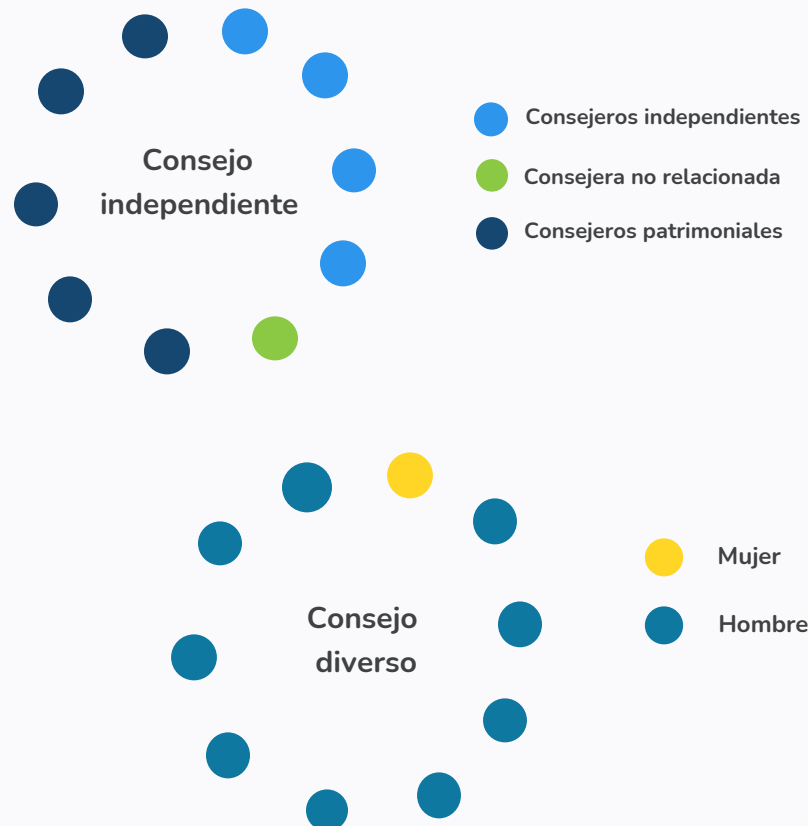 Consejo
independiente
Consejeros independientes
Consejera no relacionada
Consejeros patrimoniales
Consejo
diverso
Mujer
Hombre